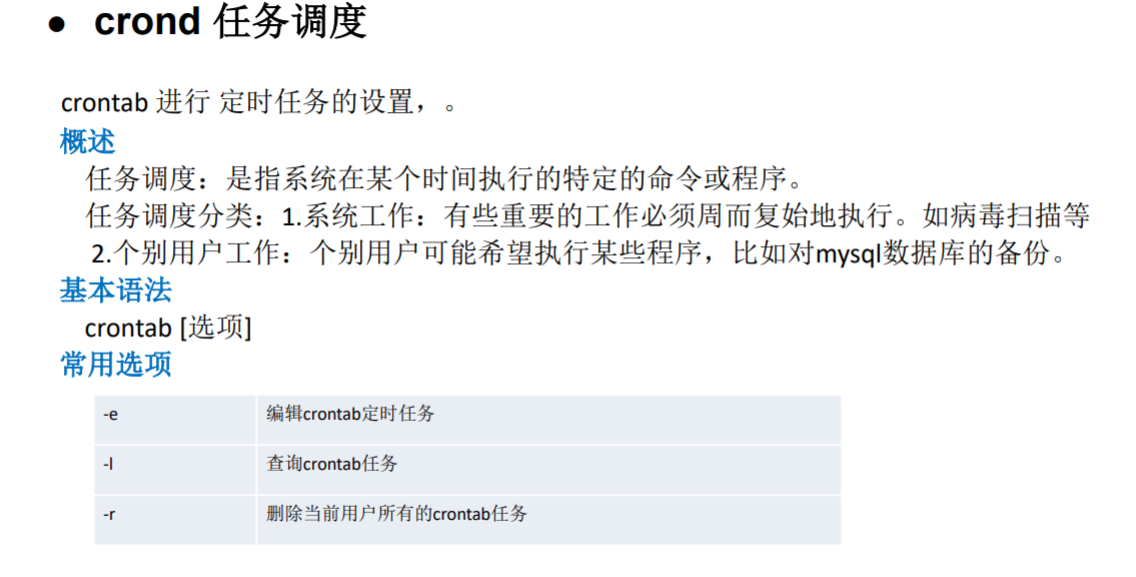 ● crond 任务调度
crontab 进行 定时任务的设置，。
概述
任务调度：是指系统在某个时间执行的特定的命令或程序。
任务调度分类：1.系统工作：有些重要的工作必须周而复始地执行。如病毒扫描等
2.个别用户工作：个别用户可能希望执行某些程序，比如对mysql数据库的备份。
基本语法
crontab [选项]
常用选项
-e 编辑crontab定时任务
-l 查询crontab任务
-r 删除当前用户所有的crontab任务